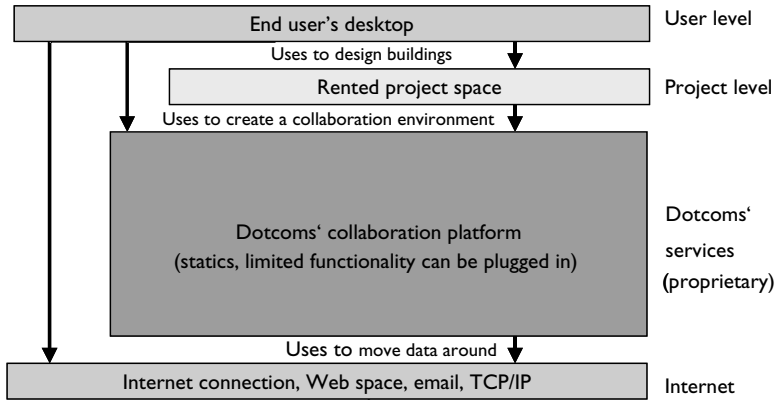 End user's desktop
User level
Uses to design buildings
Rented project space
Project level
Uses to create a collaboration environment
Dotcoms‘ collaboration platform
(statics, limited functionality can be plugged in)
Dotcoms‘
services
(proprietary)
Uses to move data around
Internet connection, Web space, email, TCP/IP
Internet